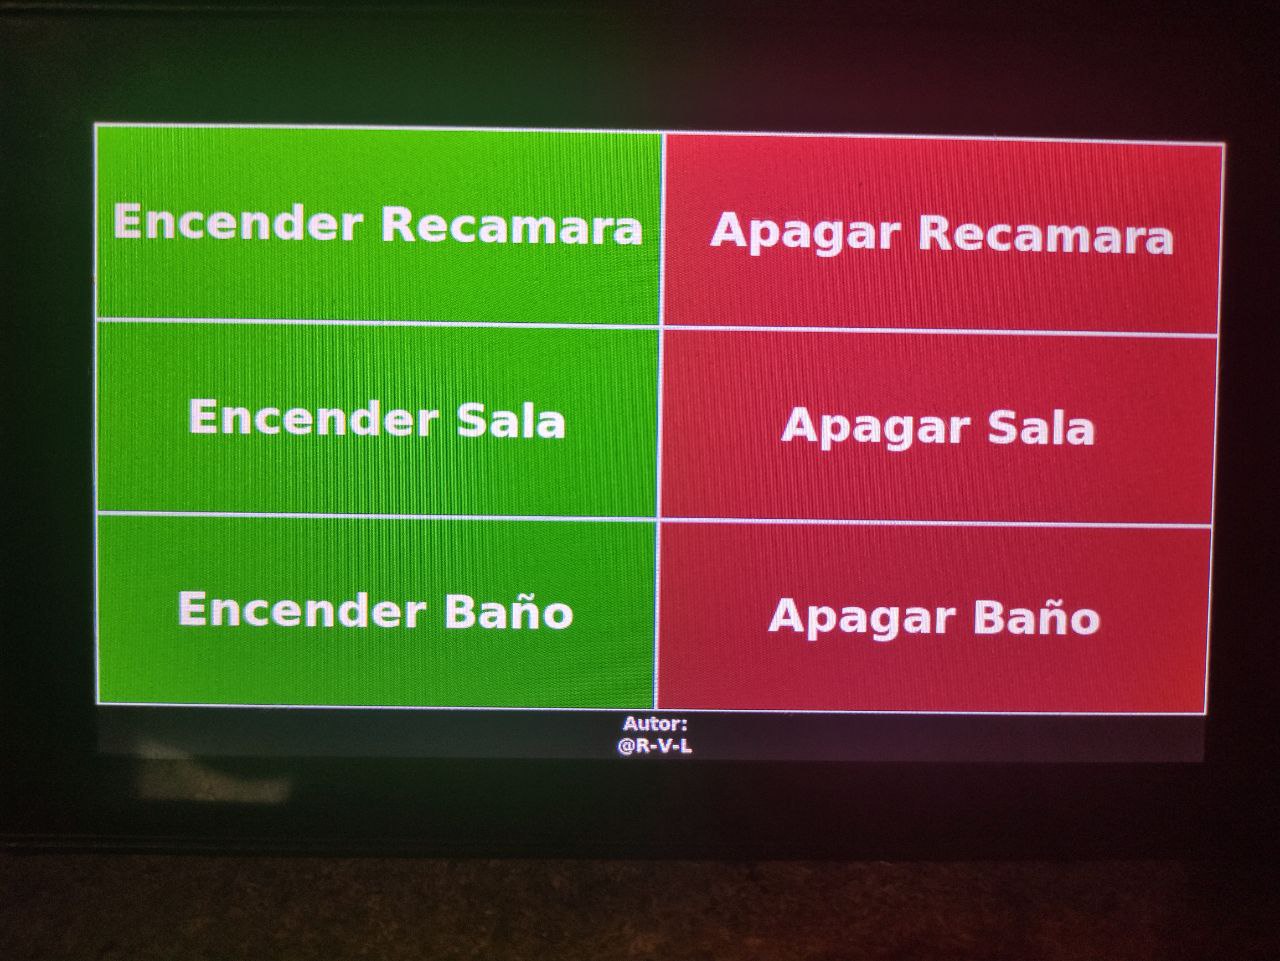 Encender Recamara
Apagar Recamara
Encender Sala
Apagar Sala
Encender Baño
Apagar Baño
Autor:
@R-V-L